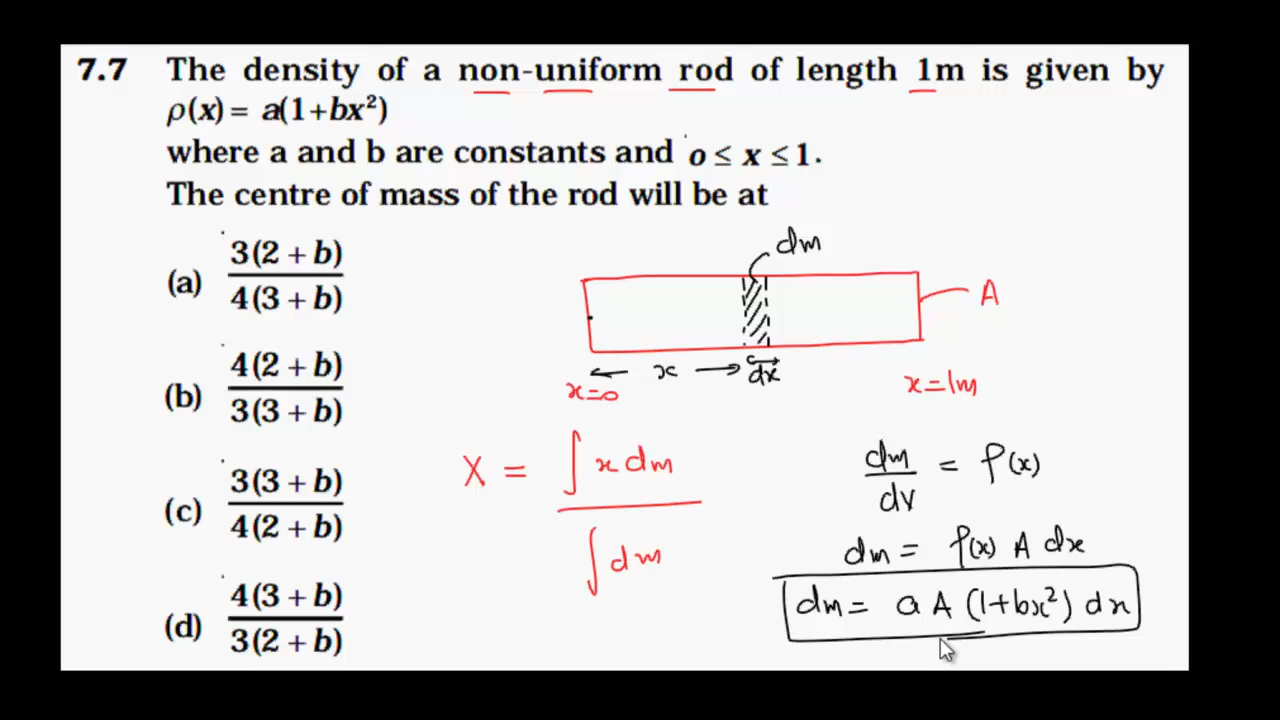 7.7 The density of a non-uniform rod of length 1m is given by
ρ(x) = a(1+bx²)
where a and b are constants and o ≤ x ≤ 1.
The centre of mass of the rod will be at
(a) 3(2 + b)
4(3 + b)
(b) 4(2 + b)
3(3 + b)
(c) 3(3 + b)
4(2 + b)
(d) 4(3 + b)
3(2 + b)
dm
A
x
dx
x=0
x=1m
X = ∫ x dm
∫ dm
dm
dv = ρ(x)
dm = ρ(x) A dx
dm = a A (1+bx²) dx